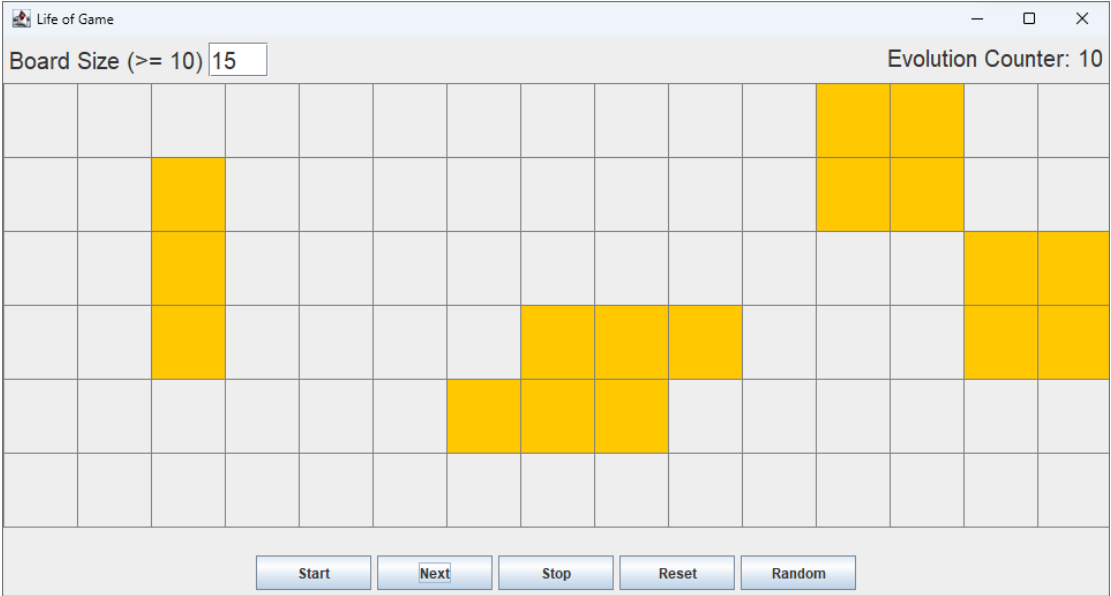 Life of Game
Board Size (>= 10) 15 Evolution Counter: 10
Start Next Stop Reset Random